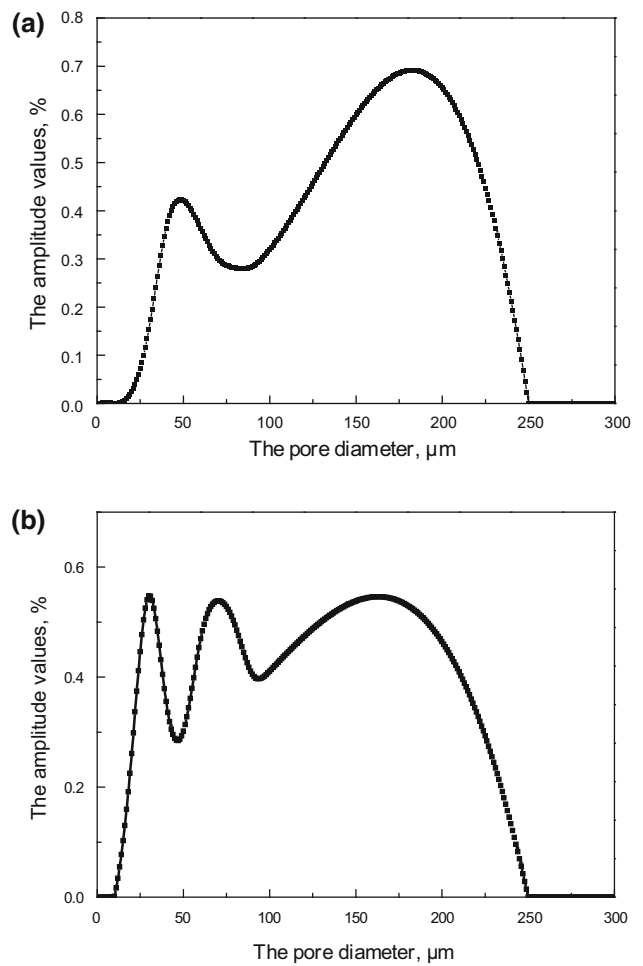 (a)
0.8
0.7
0.6
0.5
0.4
0.3
0.2
0.1
0.0
The amplitude values, %
0 50 100 150 200 250 300
The pore diameter, µm
(b)
0.6
0.4
0.2
0.0
The amplitude values, %
0 50 100 150 200 250 300
The pore diameter, µm